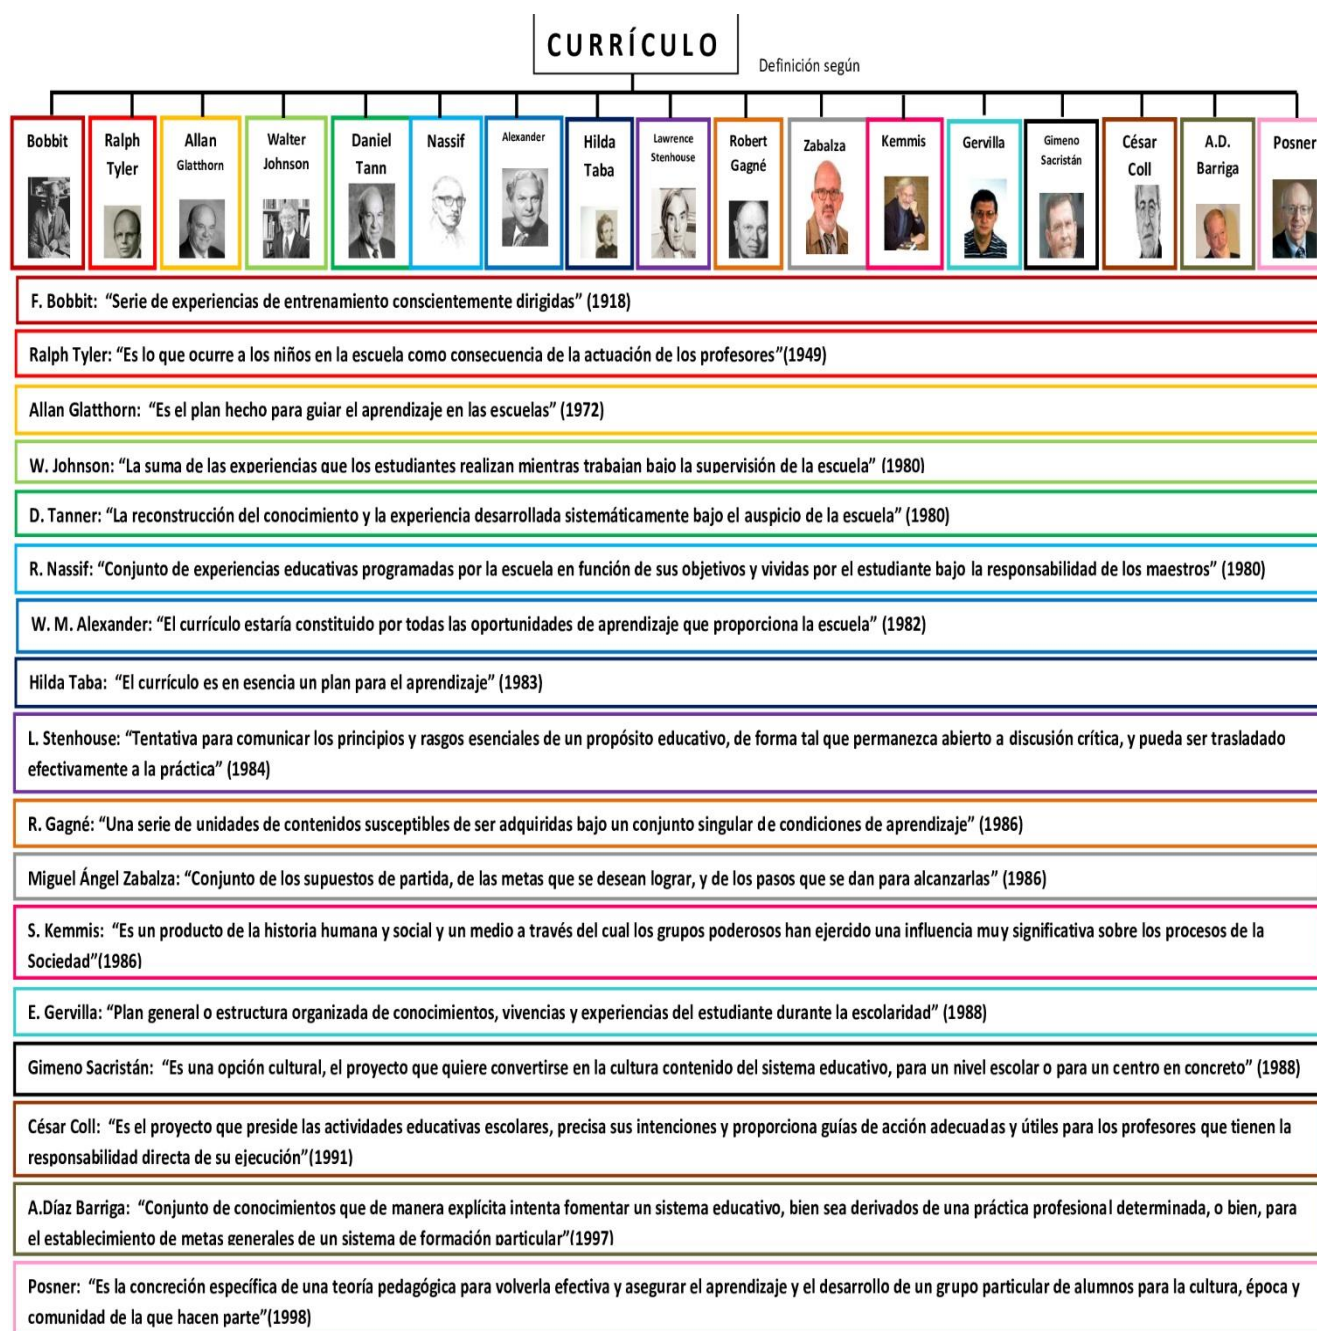 CURRÍCULO
Definición según
Bobbit
Ralph
Tyler
Allan
Glatthorn
Walter
Johnson
Daniel
Tann
Nassif
Alexander
Hilda
Taba
Lawrence
Stenhouse
Robert
Gagné
Zabalza
Kemmis
Gervilla
Gimeno
Sacristán
César
Coll
A.D.
Barriga
Posner
F. Bobbit: “Serie de experiencias de entrenamiento conscientemente dirigidas” (1918)
Ralph Tyler: “Es lo que ocurre a los niños en la escuela como consecuencia de la actuación de los profesores”(1949)
Allan Glatthorn: “Es el plan hecho para guiar el aprendizaje en las escuelas” (1972)
W. Johnson: “La suma de las experiencias que los estudiantes realizan mientras trabajan bajo la supervisión de la escuela” (1980)
D. Tanner: “La reconstrucción del conocimiento y la experiencia desarrollada sistemáticamente bajo el auspicio de la escuela” (1980)
R. Nassif: “Conjunto de experiencias educativas programadas por la escuela en función de sus objetivos y vividas por el estudiante bajo la responsabilidad de los maestros” (1980)
W. M. Alexander: “El currículo estaría constituido por todas las oportunidades de aprendizaje que proporciona la escuela” (1982)
Hilda Taba: “El currículo es en esencia un plan para el aprendizaje” (1983)
L. Stenhouse: “Tentativa para comunicar los principios y rasgos esenciales de un propósito educativo, de forma tal que permanezca abierto a discusión crítica, y pueda ser trasladado
efectivamente a la práctica” (1984)
R. Gagné: “Una serie de unidades de contenidos susceptibles de ser adquiridas bajo un conjunto singular de condiciones de aprendizaje” (1986)
Miguel Ángel Zabalza: “Conjunto de los supuestos de partida, de las metas que se desean lograr, y de los pasos que se dan para alcanzarlas” (1986)
S. Kemmis: “Es un producto de la historia humana y social y un medio a través del cual los grupos poderosos han ejercido una influencia muy significativa sobre los procesos de la
Sociedad”(1986)
E. Gervilla: “Plan general o estructura organizada de conocimientos, vivencias y experiencias del estudiante durante la escolaridad” (1988)
Gimeno Sacristán: “Es una opción cultural, el proyecto que quiere convertirse en la cultura contenido del sistema educativo, para un nivel escolar o para un centro en concreto” (1988)
César Coll: “Es el proyecto que preside las actividades educativas escolares, precisa sus intenciones y proporciona guías de acción adecuadas y útiles para los profesores que tienen la
responsabilidad directa de su ejecución”(1991)
A.Díaz Barriga: “Conjunto de conocimientos que de manera explícita intenta fomentar un sistema educativo, bien sea derivados de una práctica profesional determinada, o bien, para
el establecimiento de metas generales de un sistema de formación particular”(1997)
Posner: “Es la concreción específica de una teoría pedagógica para volverla efectiva y asegurar el aprendizaje y el desarrollo de un grupo particular de alumnos para la cultura, época y
comunidad de la que hacen parte”(1998)